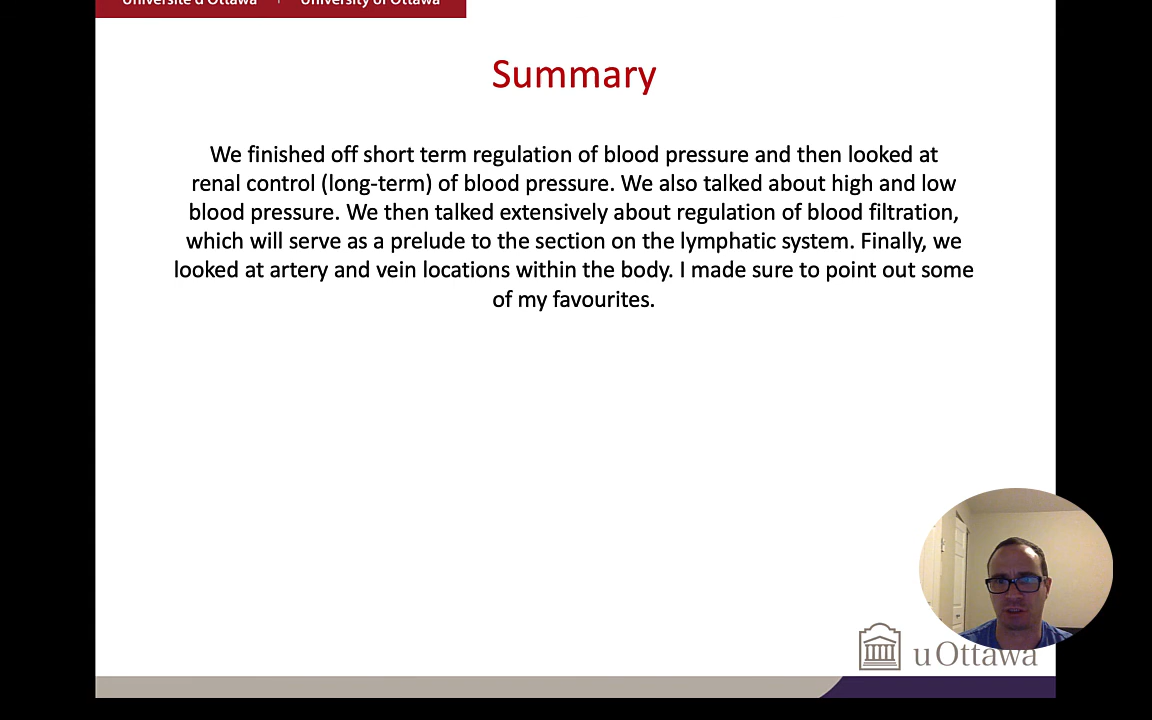 Université d'Ottawa | University of Ottawa
Summary
We finished off short term regulation of blood pressure and then looked at
renal control (long-term) of blood pressure. We also talked about high and low
blood pressure. We then talked extensively about regulation of blood filtration,
which will serve as a prelude to the section on the lymphatic system. Finally, we
looked at artery and vein locations within the body. I made sure to point out some
of my favourites.
uOttawa